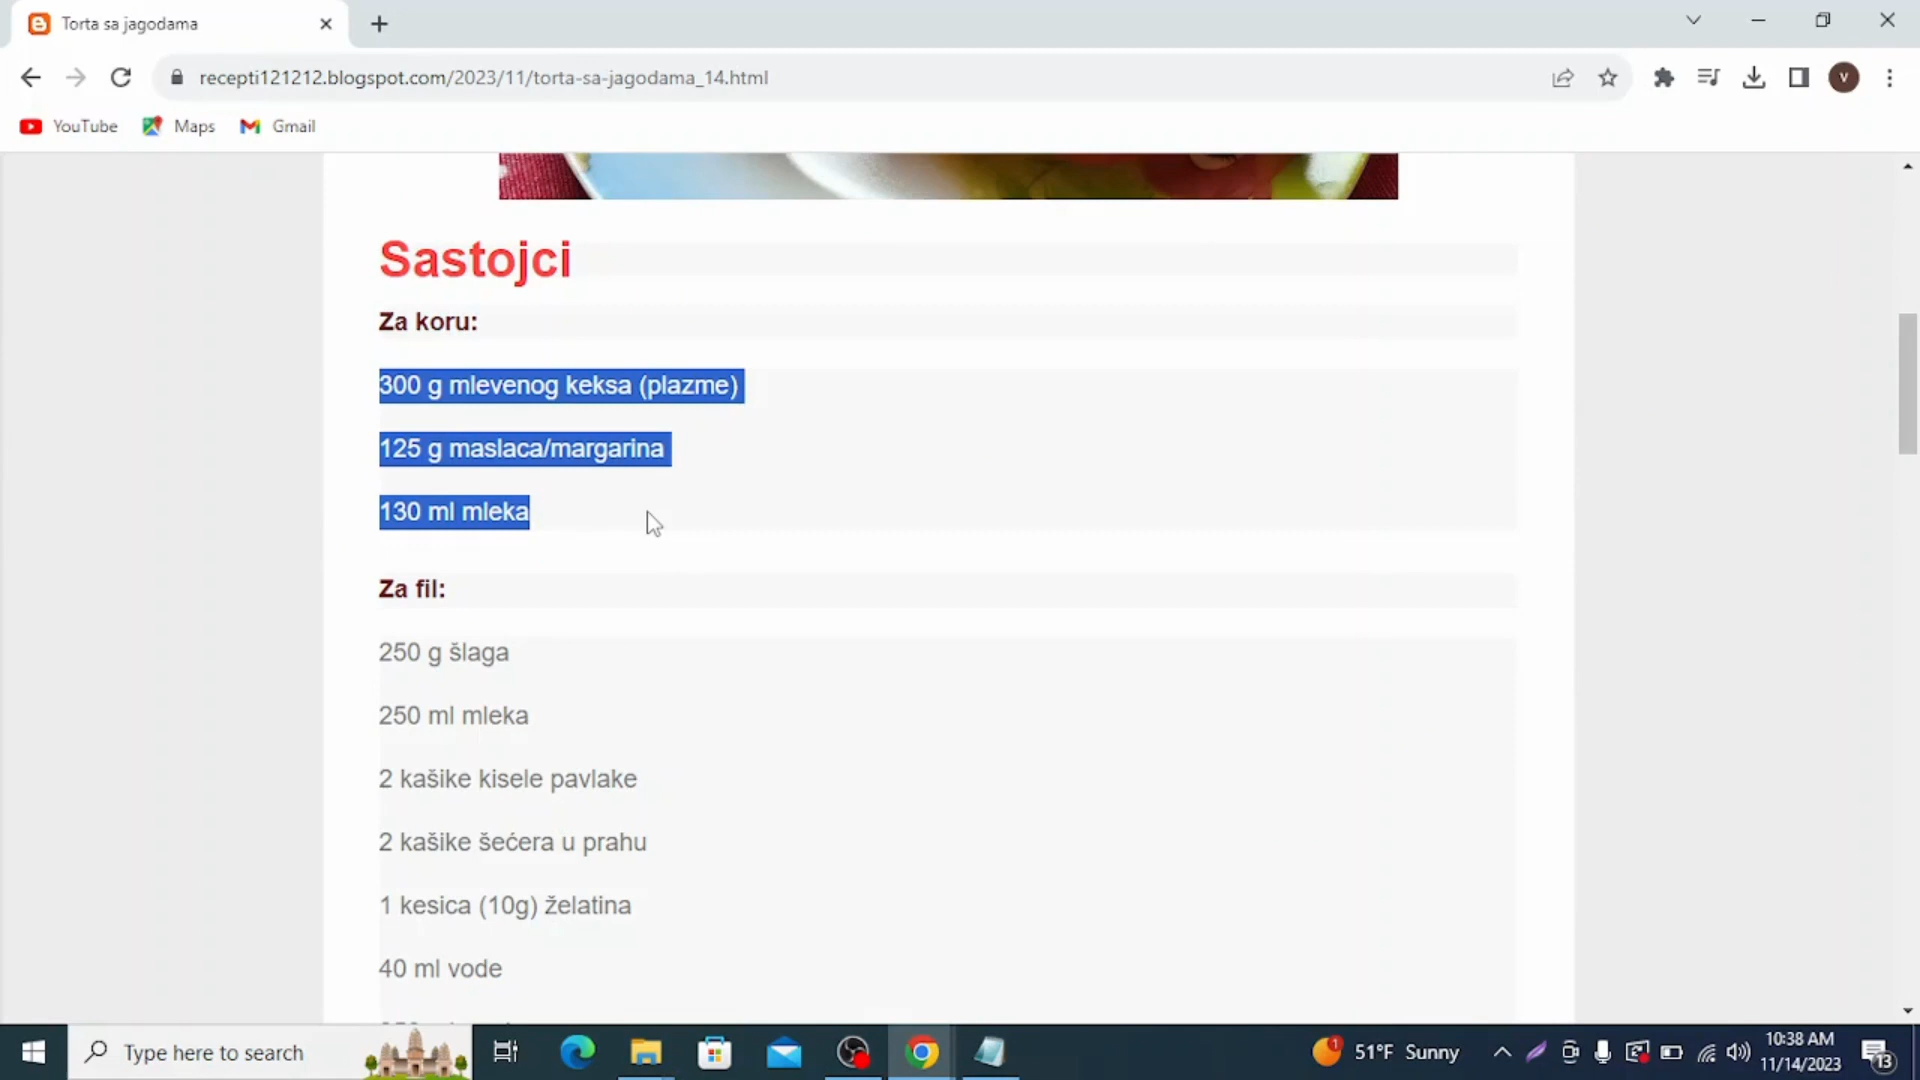 Torta sa jagodama
recepti121212.blogspot.com/2023/11/torta-sa-jagodama_14.html
V
YouTube
Maps
Gmail
Sastojci
Za koru:
300 g mlevenog keksa (plazme)
125 g maslaca/margarina
130 ml mleka
Za fil:
250 g šlaga
250 ml mleka
2 kašike kisele pavlake
2 kašike šećera u prahu
1 kesica (10g) želatina
40 ml vode
Type here to search
1
51°F Sunny
10:38 AM
11/14/2023
13